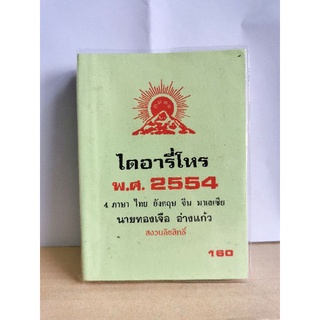 ไดอารี่โหร
พ.ศ. 2554
4 ภาษา ไทย อังกฤษ จีน มาเลเซีย
นายทองเจือ อ่างแก้ว
สงวนลิขสิทธิ์
160